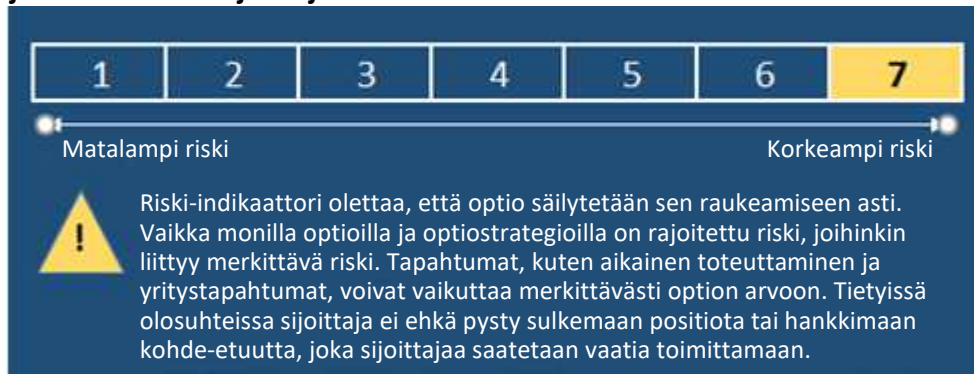 1 2 3 4 5 6 7
Matalampi riski Korkeampi riski
Riski-indikaattori olettaa, että optio säilytetään sen raukeamiseen asti.
! Vaikka monilla optioilla ja optiostrategioilla on rajoitettu riski, joihinkin
liittyy merkittävä riski. Tapahtumat, kuten aikainen toteuttaminen ja
yritystapahtumat, voivat vaikuttaa merkittävästi option arvoon. Tietyissä
olosuhteissa sijoittaja ei ehkä pysty sulkemaan positiota tai hankkimaan
kohde-etuutta, joka sijoittajaa saatetaan vaatia toimittamaan.